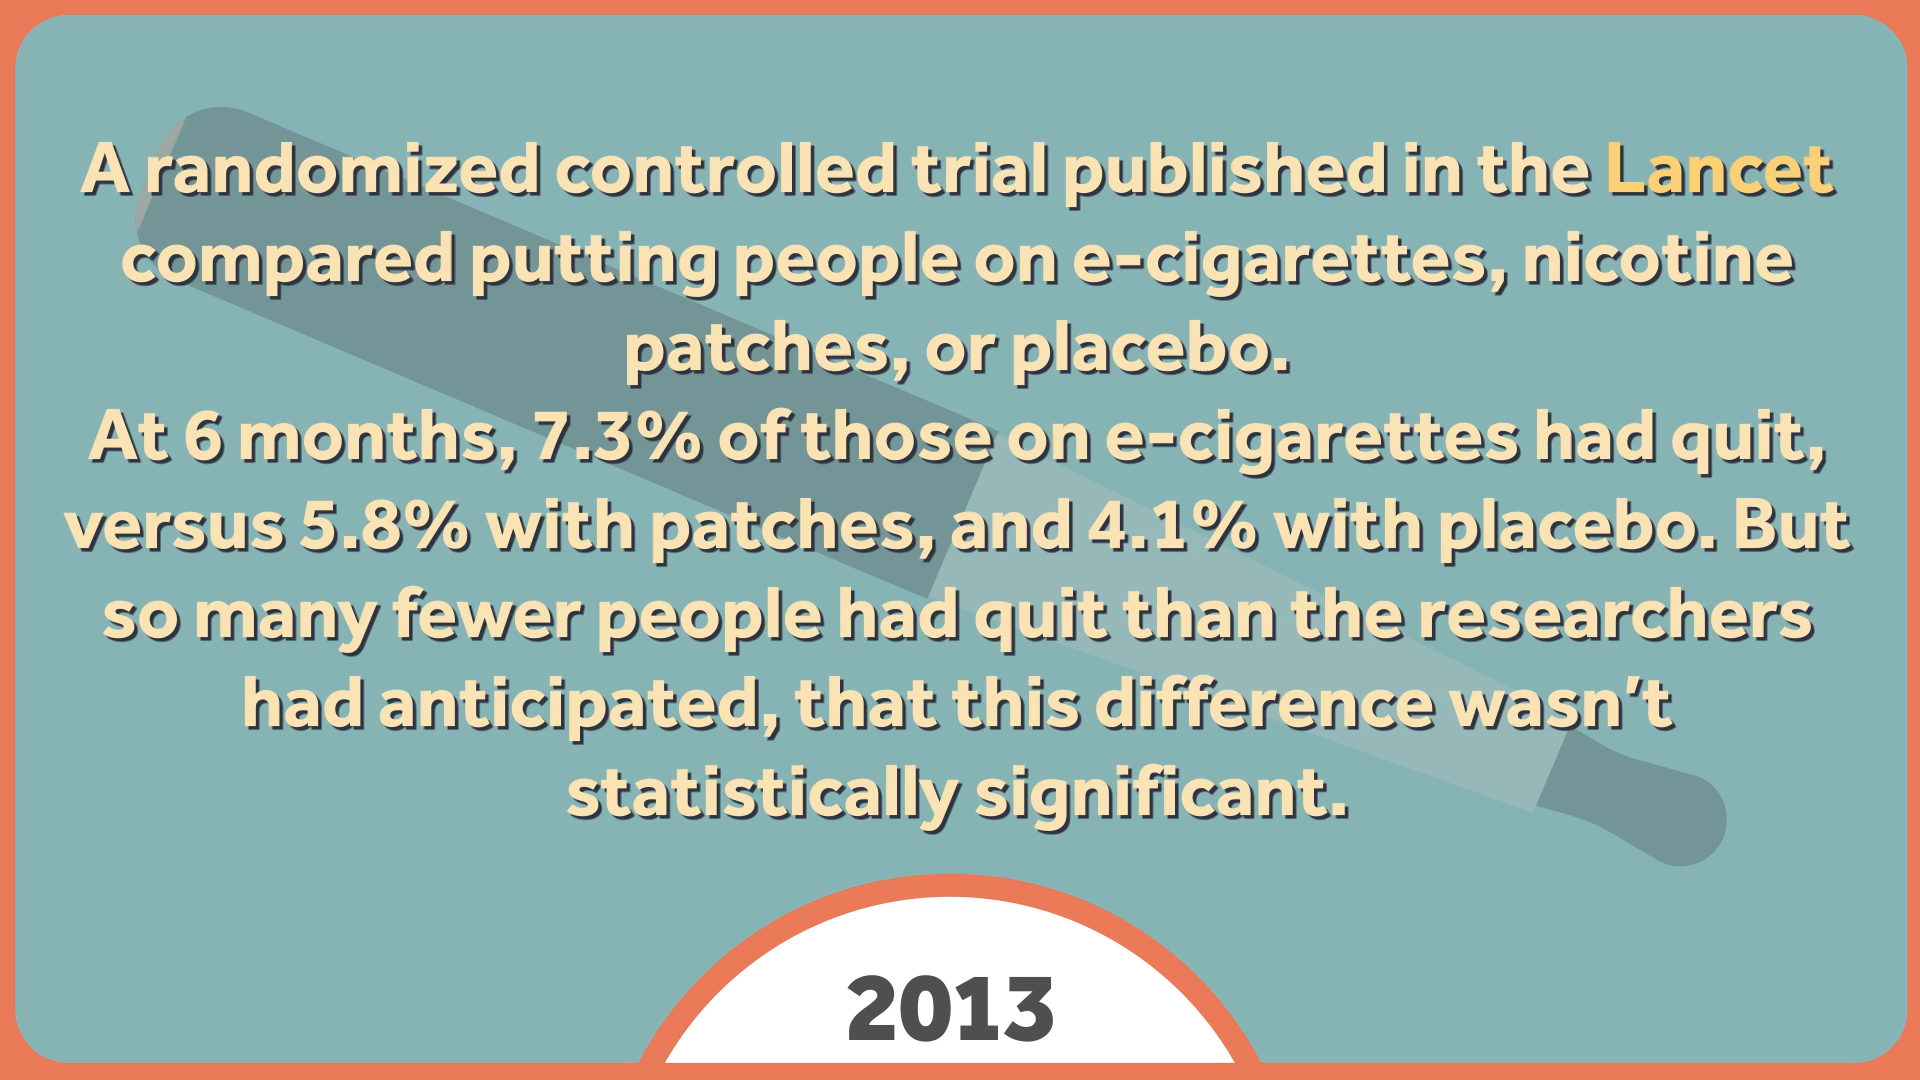 A randomized controlled trial published in the Lancet
compared putting people on e-cigarettes, nicotine
patches, or placebo.
At 6 months, 7.3% of those on e-cigarettes had quit,
versus 5.8% with patches, and 4.1% with placebo. But
so many fewer people had quit than the researchers
had anticipated, that this difference wasn't
statistically significant.
2013